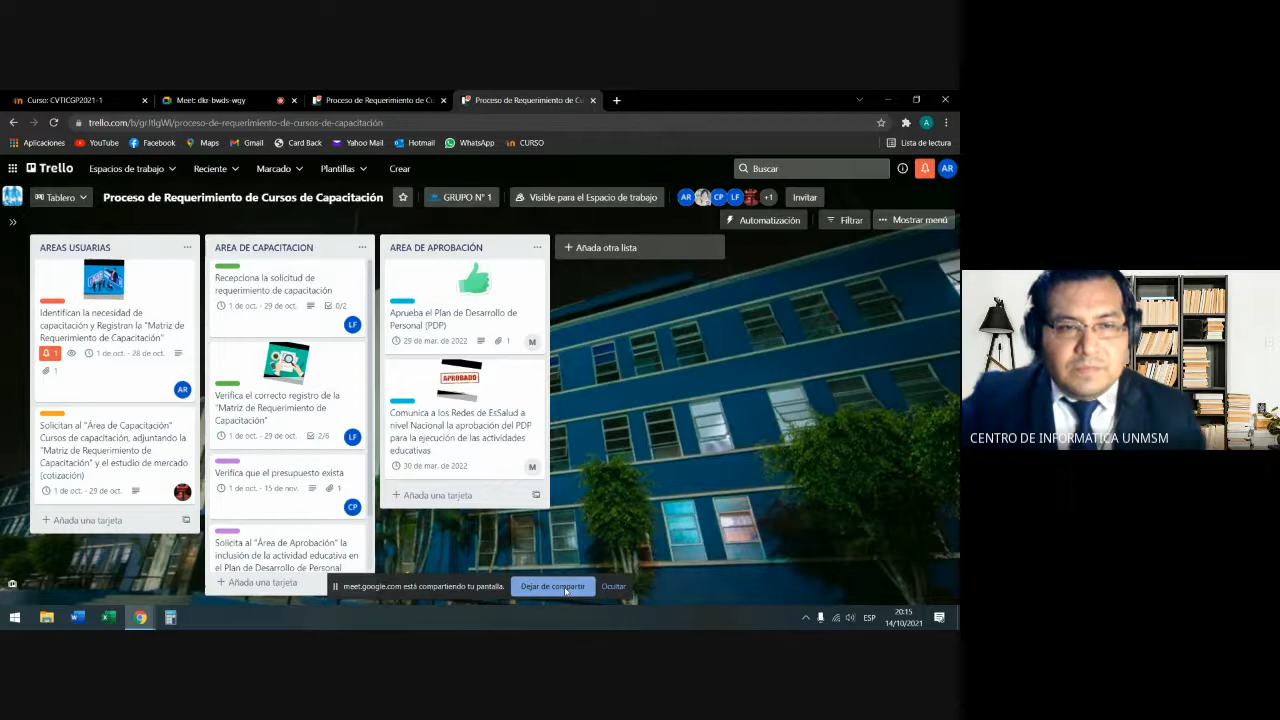 Curso: CVTICGP2021-1
Meet: dkr-bwds-wgy
Proceso de Requerimiento de Cu
Proceso de Requerimiento de Cu
trello.com/b/grJtIgWl/proceso-de-requerimiento-de-cursos-de-capacitación
A
Aplicaciones
YouTube
Facebook
Maps
Gmail
Card Back
Yahoo Mail
Hotmail
WhatsApp
CURSO
Lista de lectura
Trello
Espacios de trabajo
Reciente
Marcado
Plantillas
Crear
Buscar
AR
Tablero
Proceso de Requerimiento de Cursos de Capacitación
GRUPO N° 1
Visible para el Espacio de trabajo
AR
CP
LF
+1
Invitar
Automatización
Filtrar
Mostrar menú
AREAS USUARIAS
Identifican la necesidad de
capacitación y Registran la "Matriz de
Requerimiento de Capacitación"
1
1 de oct. - 28 de oct.
1
AR
Solicitan al "Área de Capacitación"
Cursos de capacitación, adjuntando la
"Matriz de Requerimiento de
Capacitación" y el estudio de mercado
(cotización)
1 de oct. - 29 de oct.
Añada una tarjeta
AREA DE CAPACITACION
Recepciona la solicitud de
requerimiento de capacitación
1 de oct. - 29 de oct.
0/2
LF
Verifica el correcto registro de la
"Matriz de Requerimiento de
Capacitación"
1 de oct. - 29 de oct.
2/6
LF
Verifica que el presupuesto exista
1 de oct. - 15 de nov.
1
CP
Solicita al "Área de Aprobación" la
inclusión de la actividad educativa en
el Plan de Desarrollo de Personal
Añada una tarjeta
AREA DE APROBACIÓN
Aprueba el Plan de Desarrollo de
Personal (PDP)
29 de mar. de 2022
1
M
APROBADO
Comunica a los Redes de EsSalud a
nivel Nacional la aprobación del PDP
para la ejecución de las actividades
educativas
30 de mar. de 2022
M
Añada una tarjeta
Añada otra lista
meet.google.com está compartiendo tu pantalla.
Dejar de compartir
Ocultar
ESP
20:15
14/10/2021
CENTRO DE INFORMATICA UNMSM